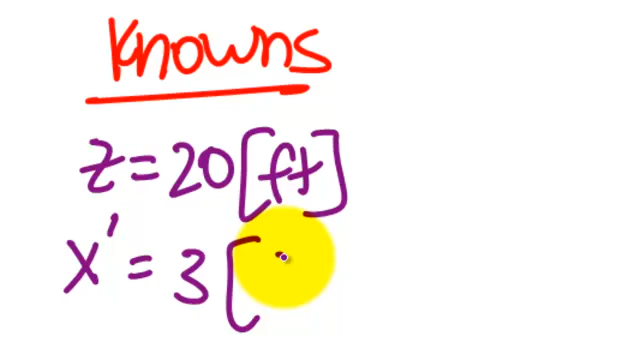 Knowns
z = 20 [ft]
x' = 3 [